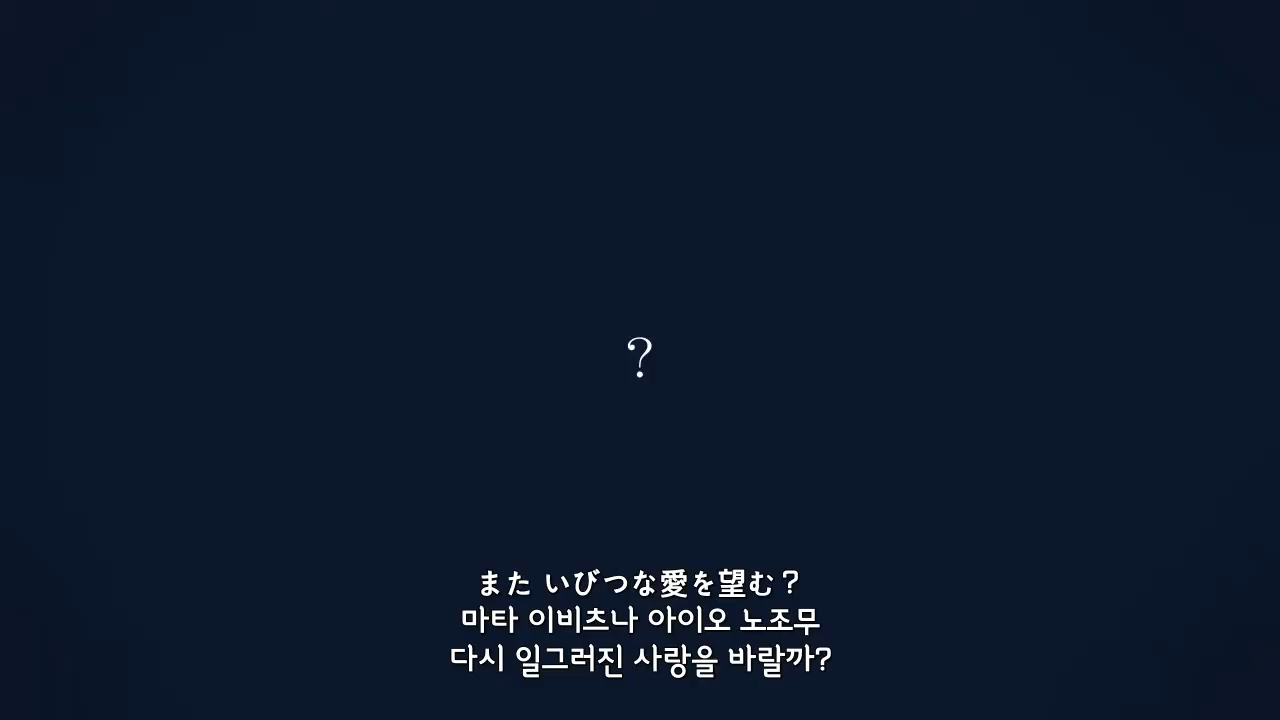 ?
また いびつな愛を望む？
마타 이비츠나 아이오 노조무
다시 일그러진 사랑을 바랄까?